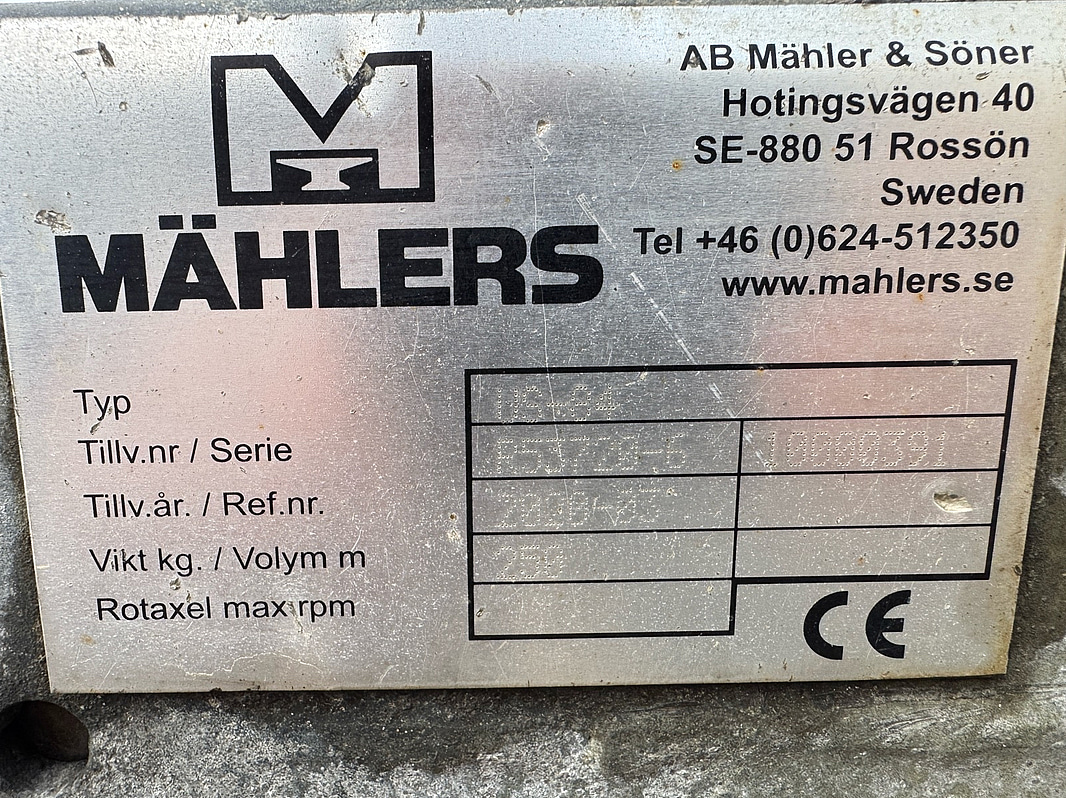 MÄHLERS
AB Mähler & Söner
Hotingsvägen 40
SE-880 51 Rossön
Sweden
Tel +46 (0)624-512350
www.mahlers.se
Typ
Tillv.nr / Serie 10000391
Tillv.år. / Ref.nr.
Vikt kg. / Volym m 250
Rotaxel max rpm
CE